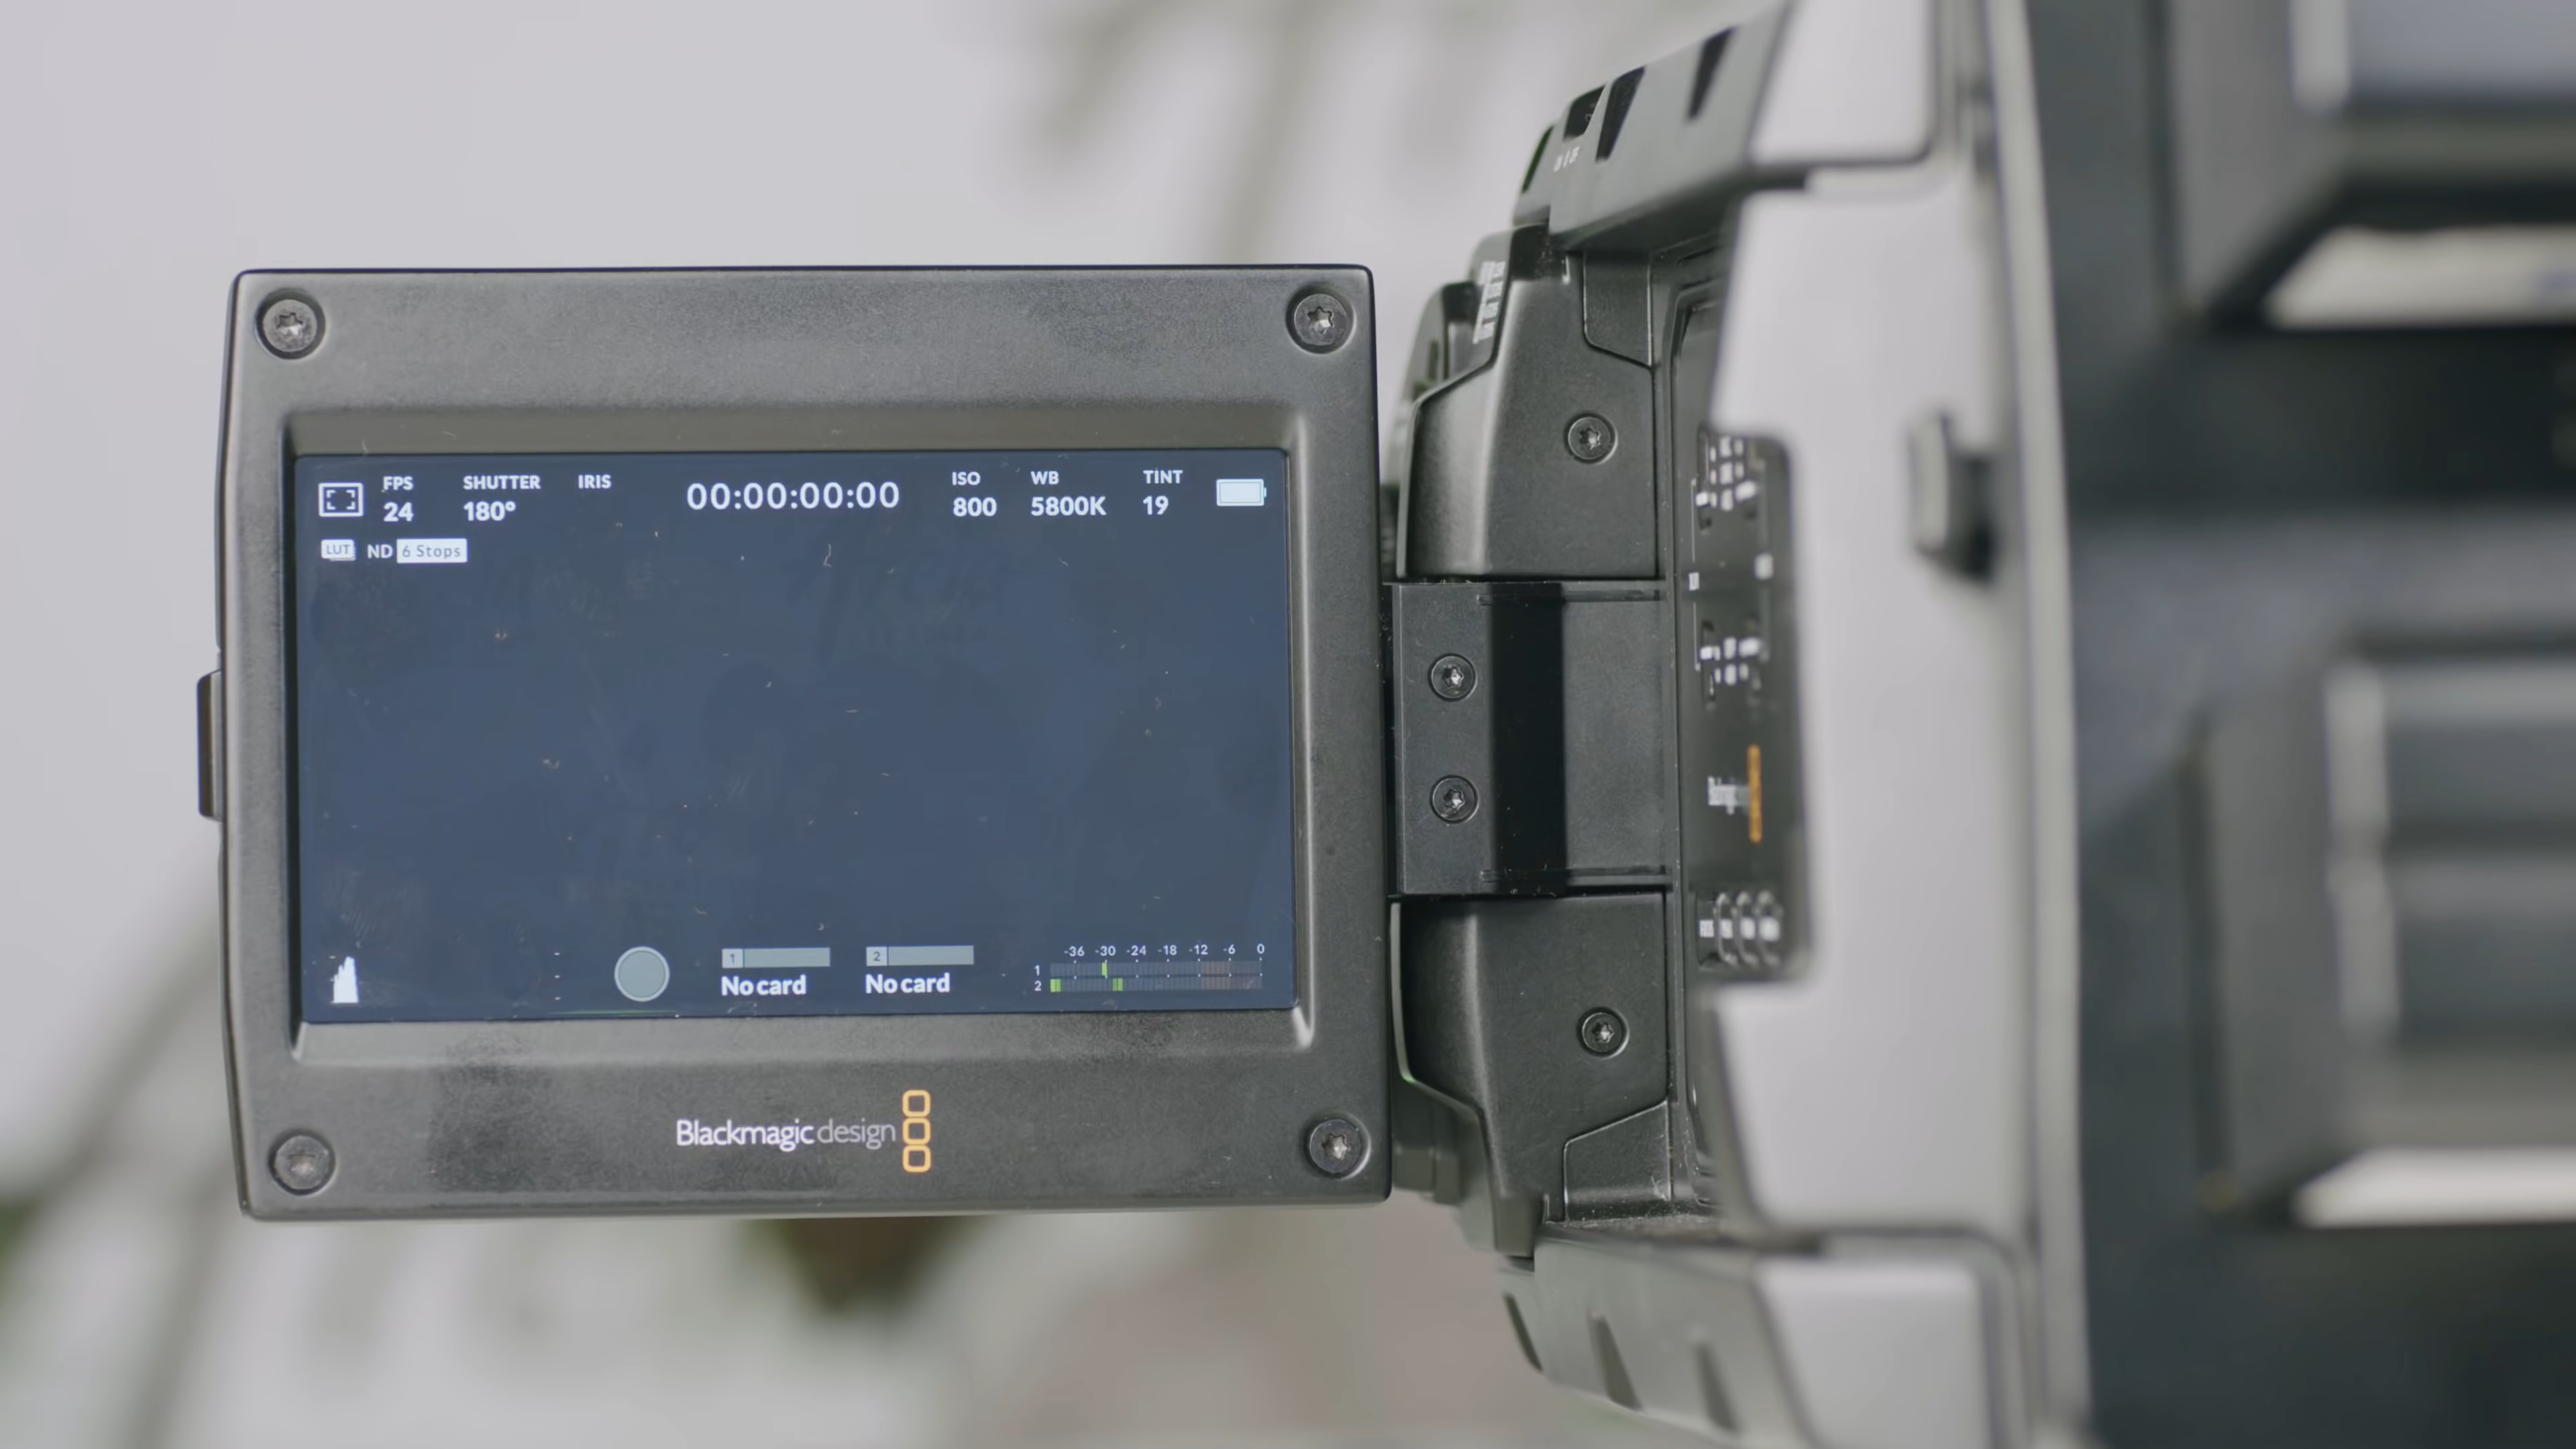 FPS SHUTTER IRIS 00:00:00:00 ISO WB TINT
24 180° 800 5800K 19
LUT ND 6 Stops
-36 -30 -24 -18 -12 -6 0
1 2 1
No card No card 2
Blackmagicdesign